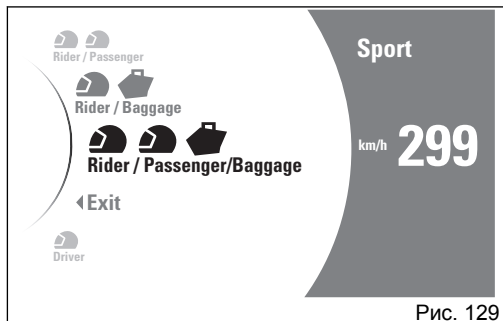 Rider / Passenger
Rider / Baggage
Rider / Passenger/Baggage
Exit
Driver
Sport
km/h 299
Рис. 129